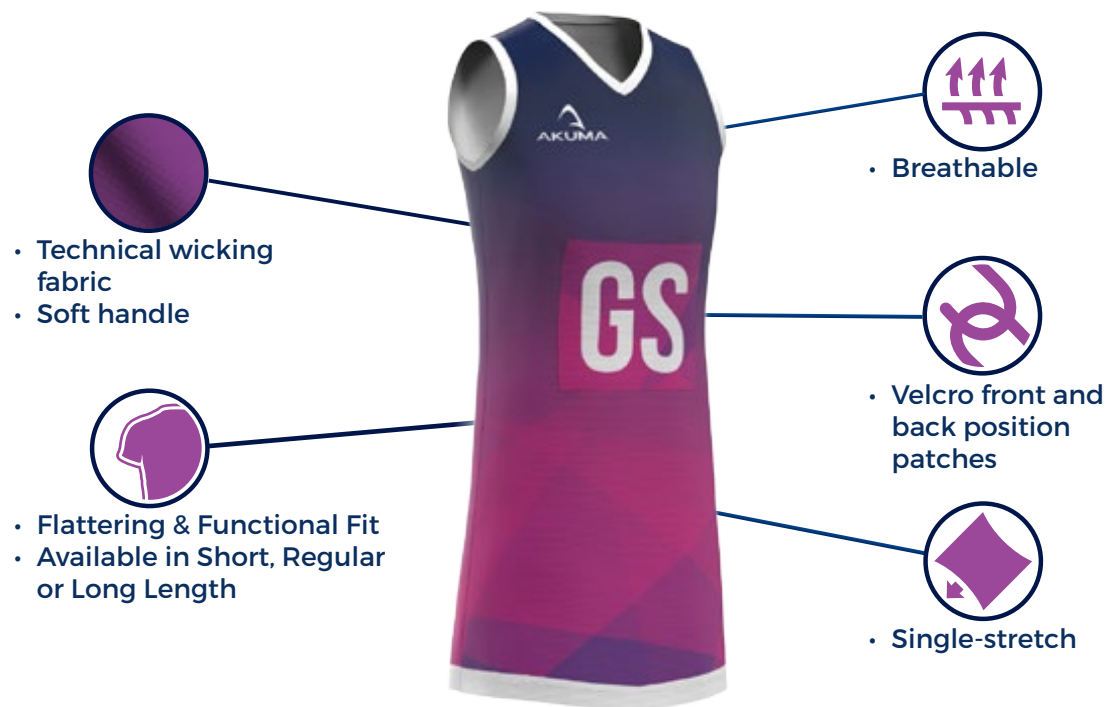 AKUMA
GS
• Technical wicking
fabric
• Soft handle
• Flattering & Functional Fit
• Available in Short, Regular
or Long Length
• Breathable
• Velcro front and
back position
patches
• Single-stretch